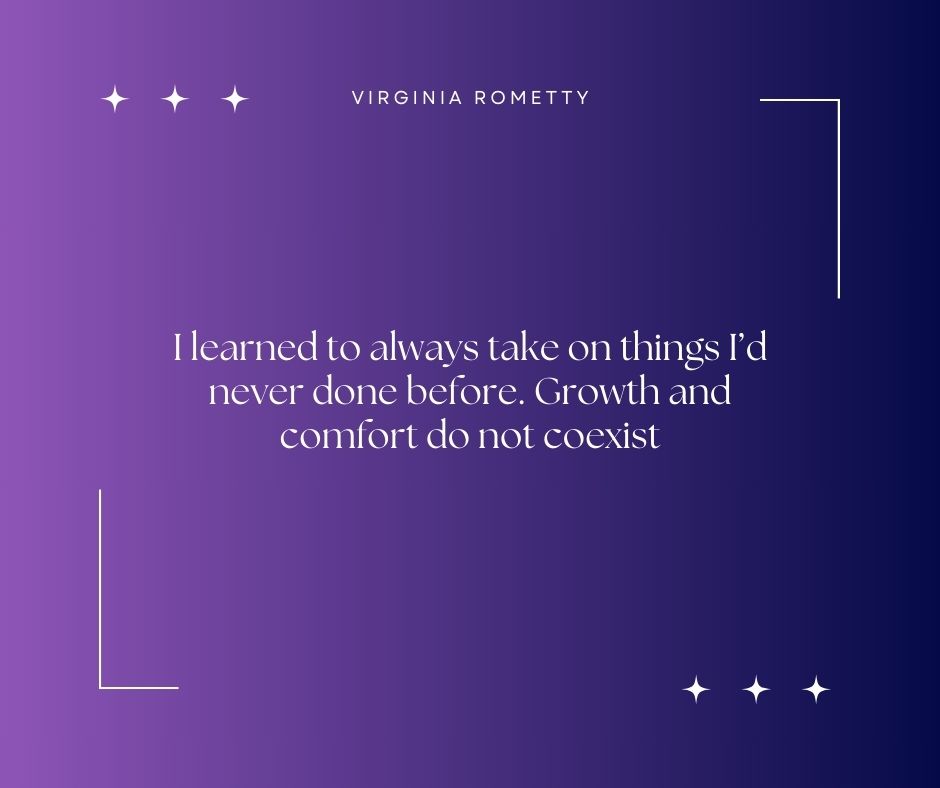 VIRGINIA ROMETTY
I learned to always take on things I’d
never done before. Growth and
comfort do not coexist